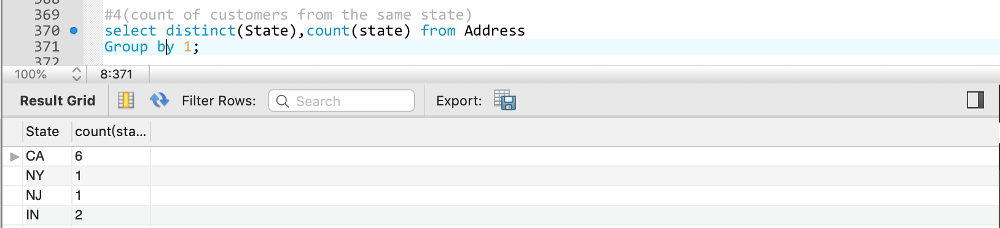 368
369 #4(count of customers from the same state)
370 select distinct(State),count(state) from Address
371 Group by 1;
372
100% 8:371
Result Grid Filter Rows: Search Export:
State count(sta...
CA 6
NY 1
NJ 1
IN 2